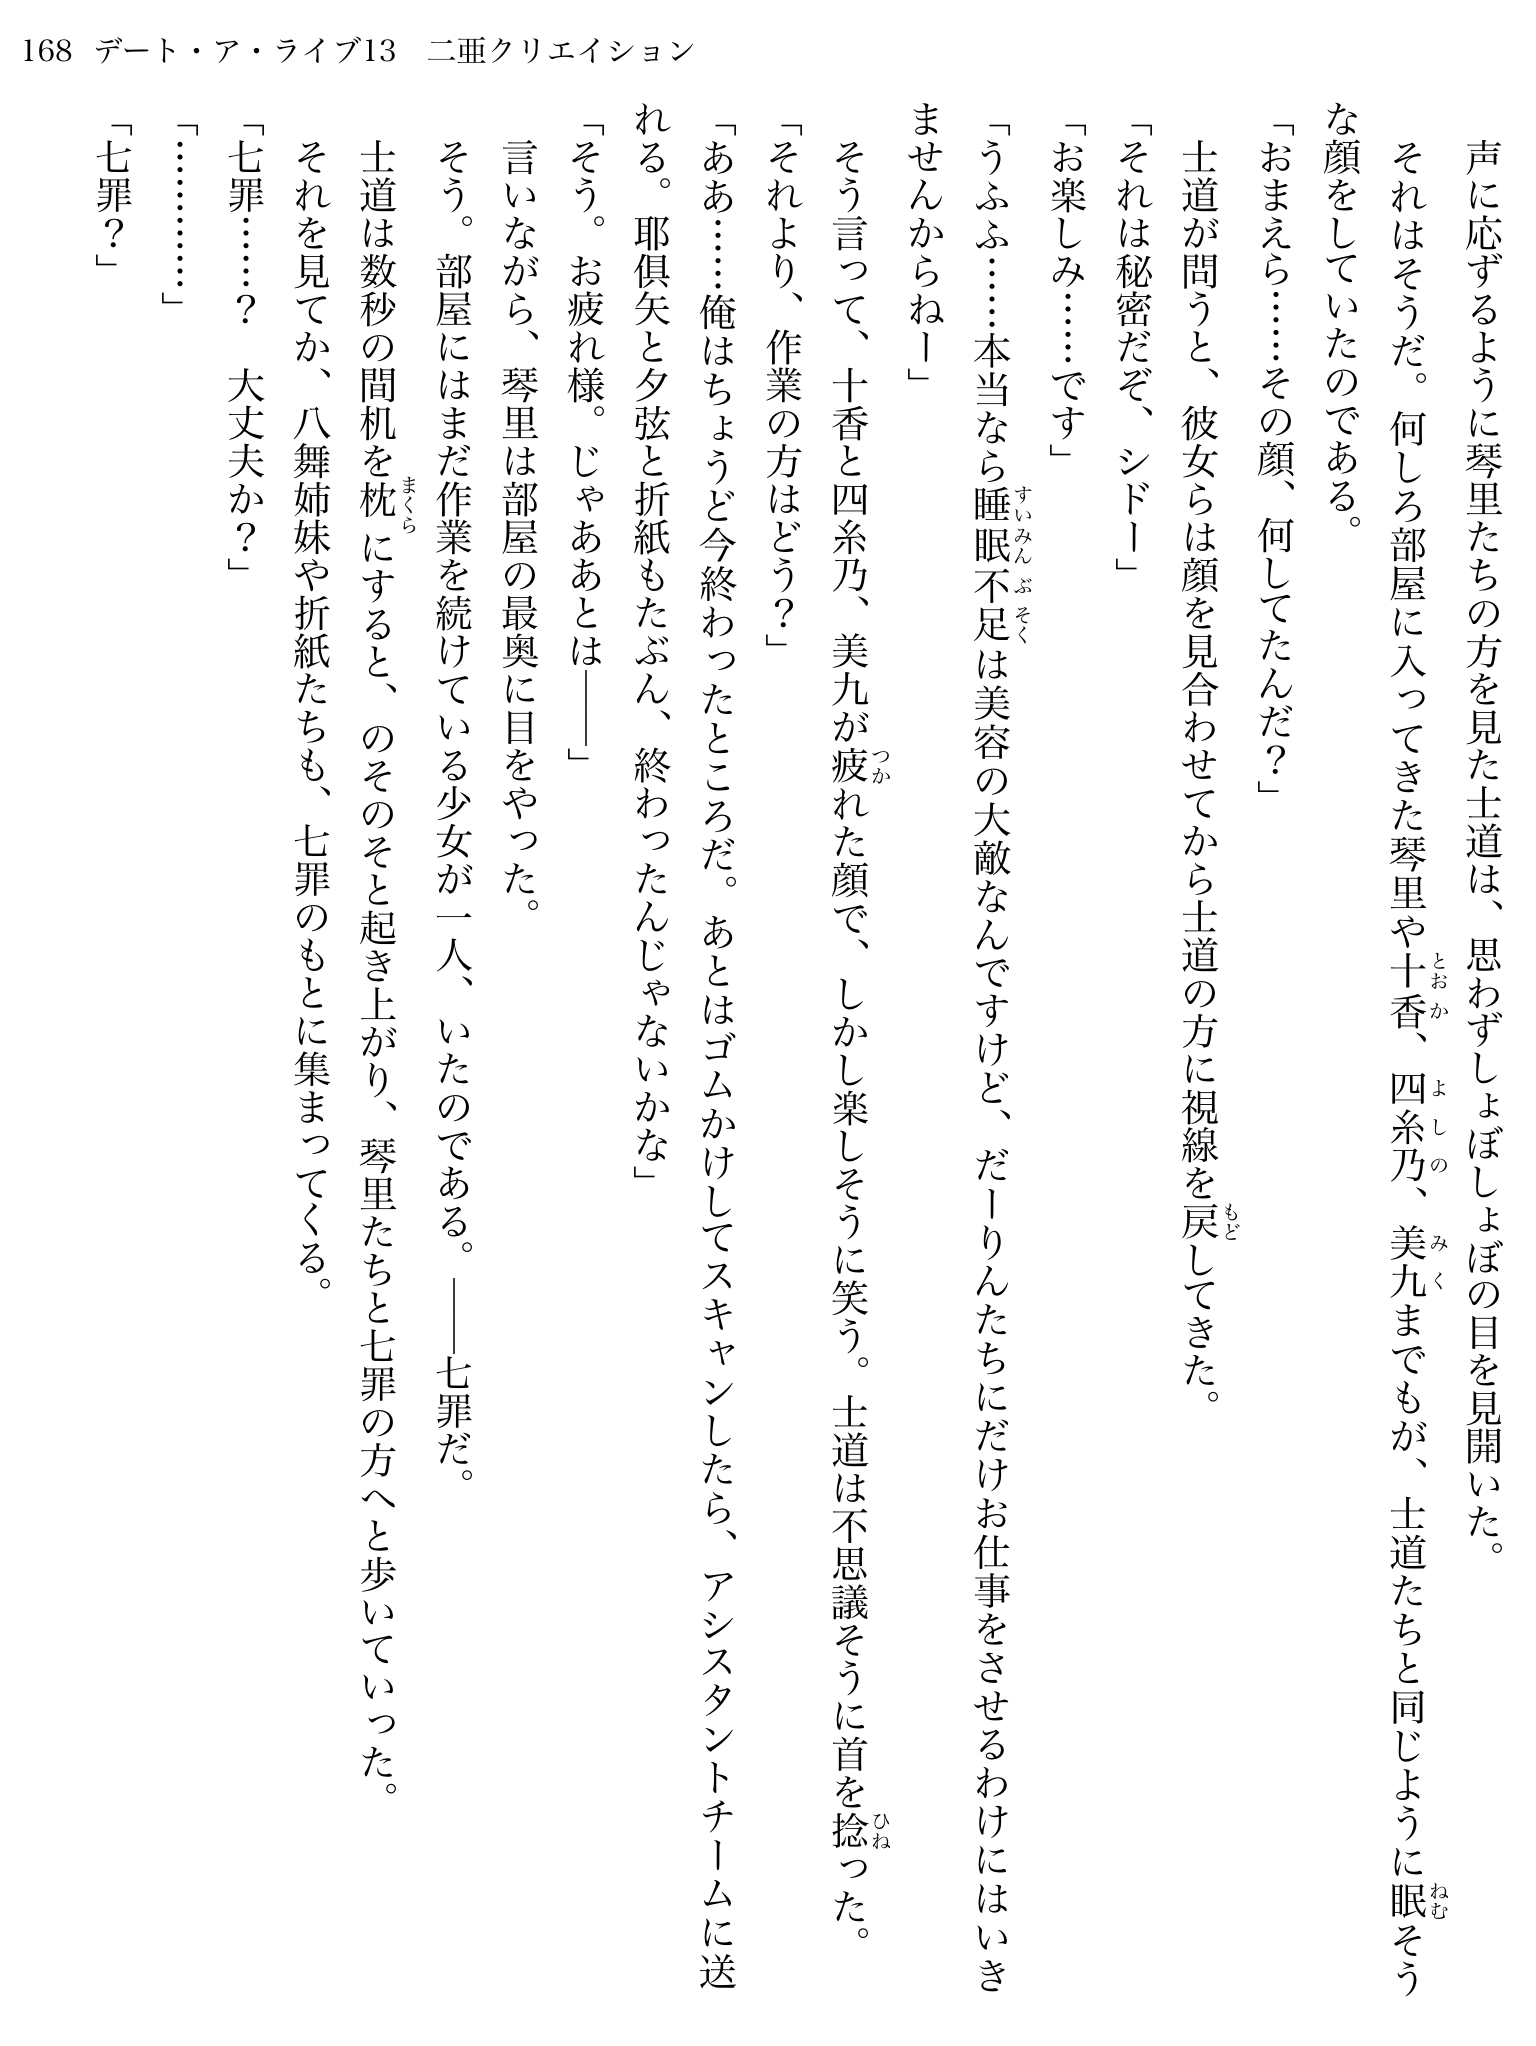 168 デート・ア・ライブ13　二亜クリエイション
　声に応ずるように琴里たちの方を見た士道は、思わずしょぼしょぼの目を見開いた。
　それはそうだ。何しろ部屋に入ってきた琴里や十香、四糸乃、美九までもが、士道たちと同じように眠そう
な顔をしていたのである。
「おまえら……その顔、何してたんだ？」
　士道が問うと、彼女らは顔を見合わせてから士道の方に視線を戻してきた。
「それは秘密だぞ、シドー」
「お楽しみ……です」
「うふふ……本当なら睡眠不足は美容の大敵なんですけど、だーりんたちにだけお仕事をさせるわけにはいき
ませんからねー」
　そう言って、十香と四糸乃、美九が疲れた顔で、しかし楽しそうに笑う。士道は不思議そうに首を捻った。
「それより、作業の方はどう？」
「ああ……俺はちょうど今終わったところだ。あとはゴムかけしてスキャンしたら、アシスタントチームに送
れる。耶倶矢と夕弦と折紙もたぶん、終わったんじゃないかな」
「そう。お疲れ様。じゃああとは――」
　言いながら、琴里は部屋の最奥に目をやった。
　そう。部屋にはまだ作業を続けている少女が一人、いたのである。――七罪だ。
　士道は数秒の間机を枕にすると、のそのそと起き上がり、琴里たちと七罪の方へと歩いていった。
　それを見てか、八舞姉妹や折紙たちも、七罪のもとに集まってくる。
「七罪……？　大丈夫か？」
「…………」
「七罪？」